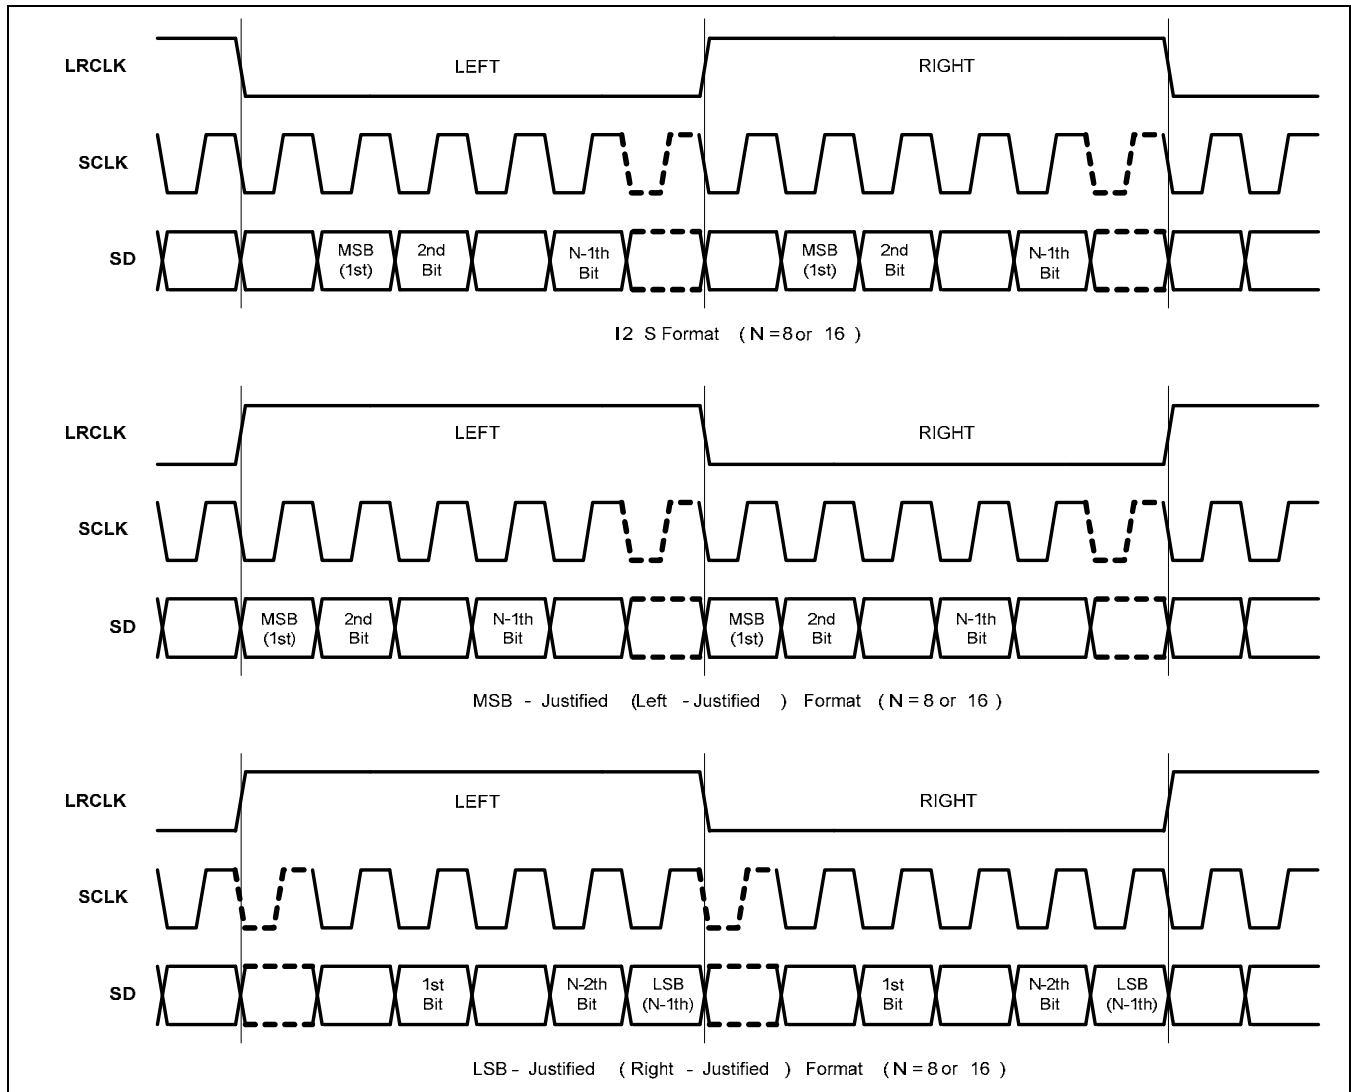 LRCLK LEFT RIGHT
SCLK
SD MSB 2nd N-1th MSB 2nd N-1th
(1st) Bit Bit (1st) Bit Bit
I2 S Format ( N = 8 or 16 )
LRCLK LEFT RIGHT
SCLK
SD MSB 2nd N-1th MSB 2nd N-1th
(1st) Bit Bit (1st) Bit Bit
MSB - Justified (Left - Justified ) Format ( N = 8 or 16 )
LRCLK LEFT RIGHT
SCLK
SD 1st N-2th LSB 1st N-2th LSB
Bit Bit (N-1th) Bit Bit (N-1th)
LSB - Justified ( Right - Justified ) Format ( N = 8 or 16 )